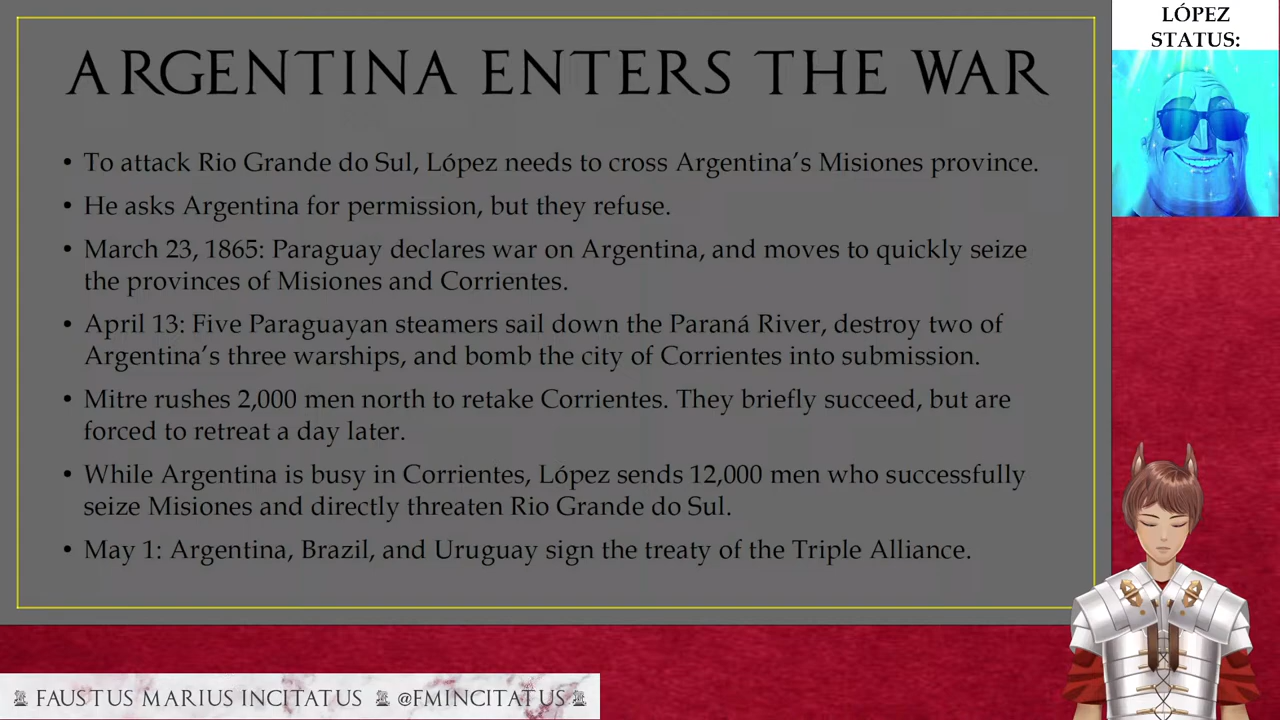 ARGENTINA ENTERS THE WAR
• To attack Rio Grande do Sul, López needs to cross Argentina’s Misiones province.
• He asks Argentina for permission, but they refuse.
• March 23, 1865: Paraguay declares war on Argentina, and moves to quickly seize
the provinces of Misiones and Corrientes.
• April 13: Five Paraguayan steamers sail down the Paraná River, destroy two of
Argentina’s three warships, and bomb the city of Corrientes into submission.
• Mitre rushes 2,000 men north to retake Corrientes. They briefly succeed, but are
forced to retreat a day later.
• While Argentina is busy in Corrientes, López sends 12,000 men who successfully
seize Misiones and directly threaten Rio Grande do Sul.
• May 1: Argentina, Brazil, and Uruguay sign the treaty of the Triple Alliance.
LÓPEZ
STATUS:
FAUSTUS MARIUS INCITATUS @FMINCITATUS